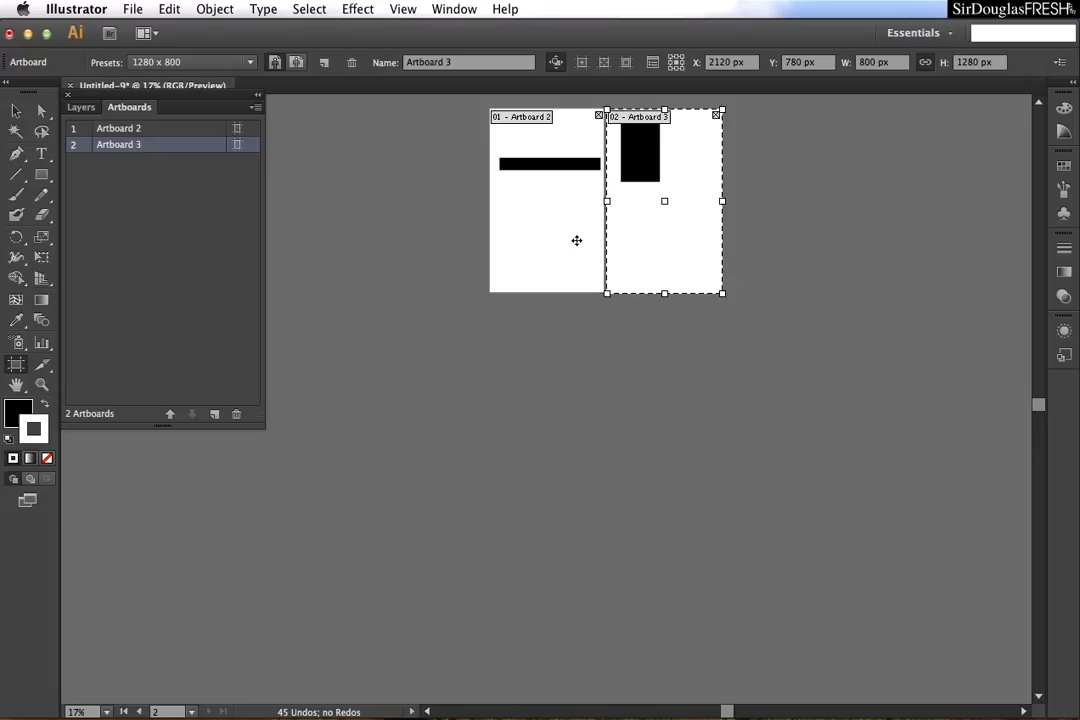 Illustrator File Edit Object Type Select Effect View Window Help
SirDouglasFRESH
Ai Br Essentials
Artboard Presets: 1280 x 800 Name: Artboard 3 X: 2120 px Y: 780 px W: 800 px H: 1280 px
Untitled-9* @ 17% (RGB/Preview)
Layers Artboards
1 Artboard 2
2 Artboard 3
2 Artboards
01 - Artboard 2
02 - Artboard 3
17% 2 45 Undos; no Redos